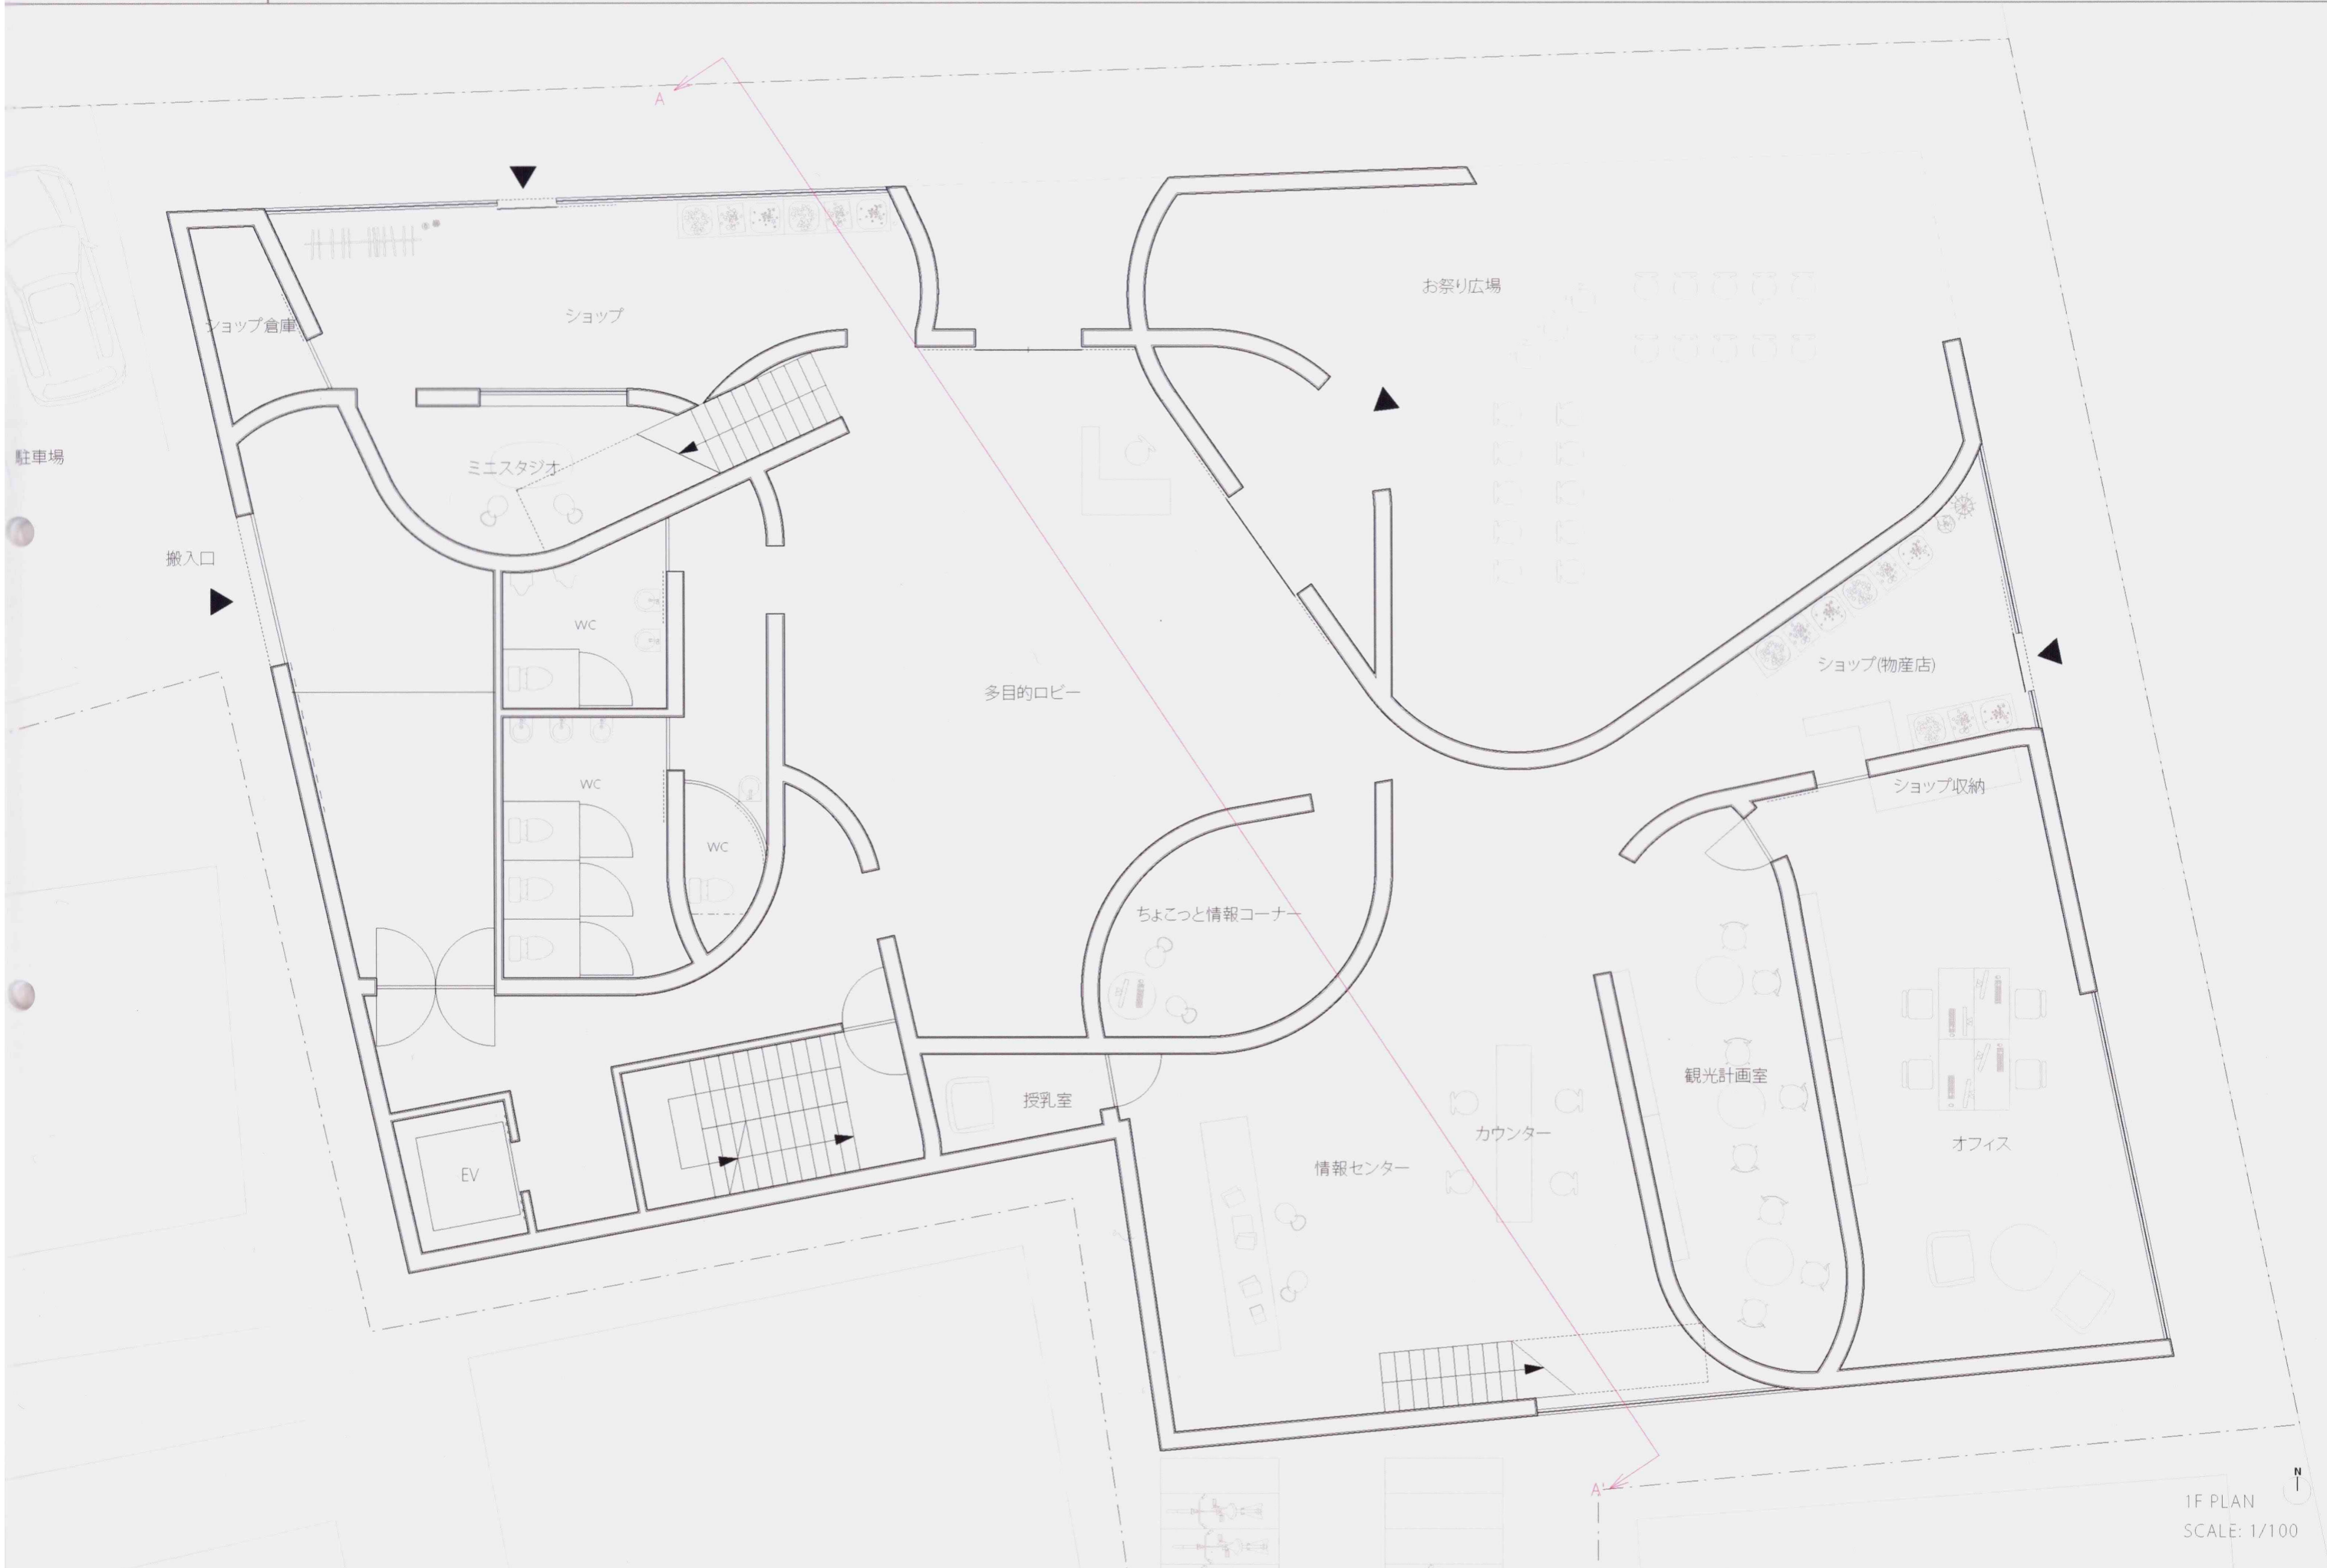 A
お祭り広場
ショップ倉庫
ショップ
駐車場
ミニスタジオ
搬入口
WC
ショップ(物産店)
多目的ロビー
WC
ショップ収納
WC
ちょこっと情報コーナー
観光計画室
授乳室
カウンター
オフィス
情報センター
EV
A'
N
1F PLAN
SCALE: 1/100